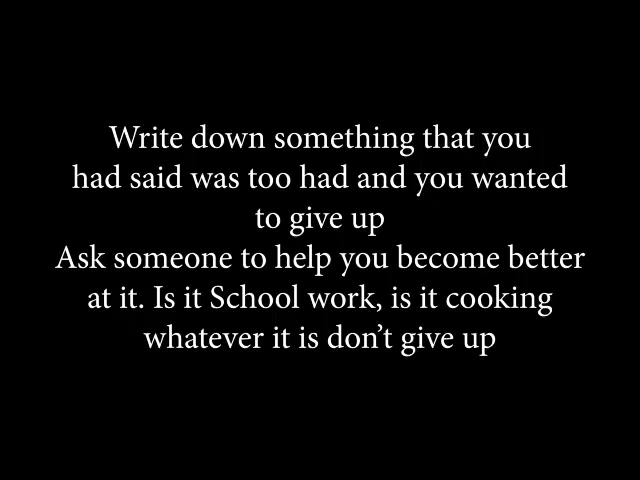 Write down something that you
had said was too had and you wanted
to give up
Ask someone to help you become better
at it. Is it School work, is it cooking
whatever it is don’t give up